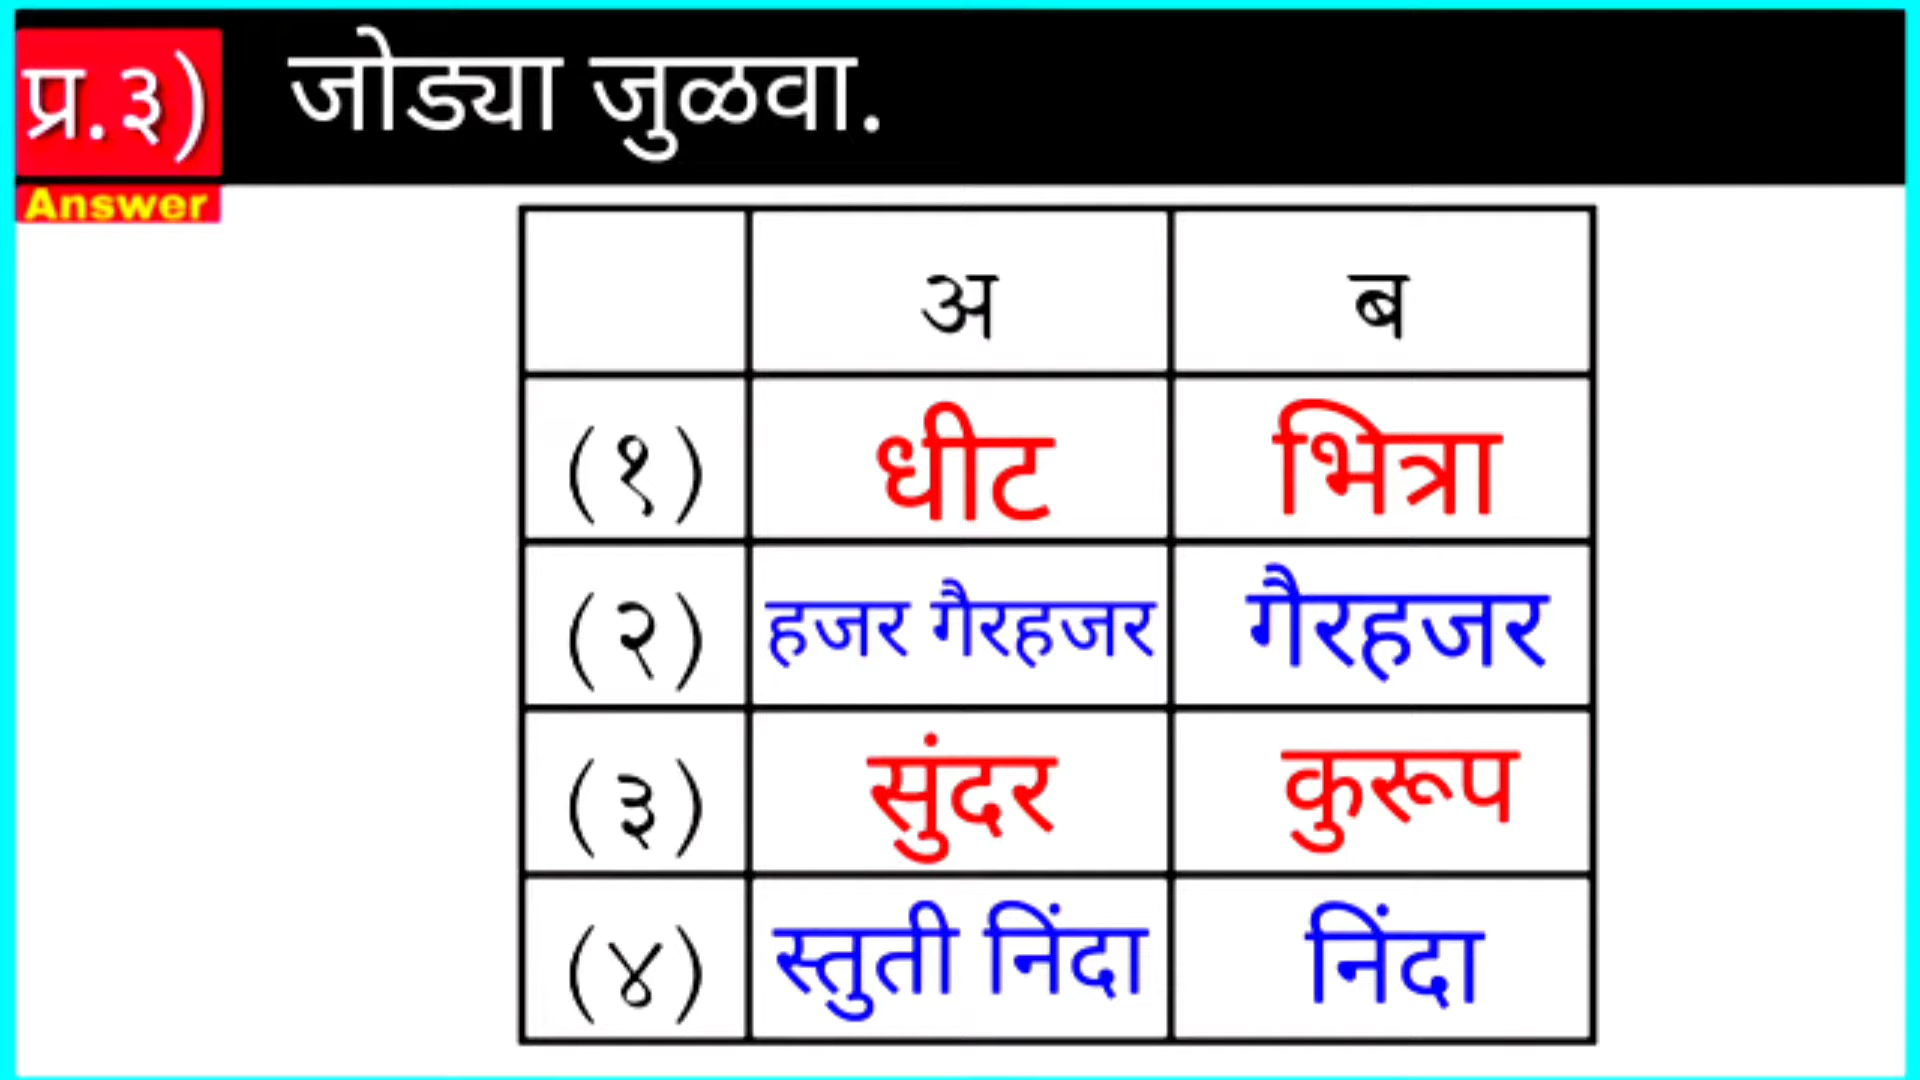 प्र.३) जोड्या जुळवा.
Answer
अ ब
(१) धीट भित्रा
(२) हजर गैरहजर गैरहजर
(३) सुंदर कुरूप
(४) स्तुती निंदा निंदा